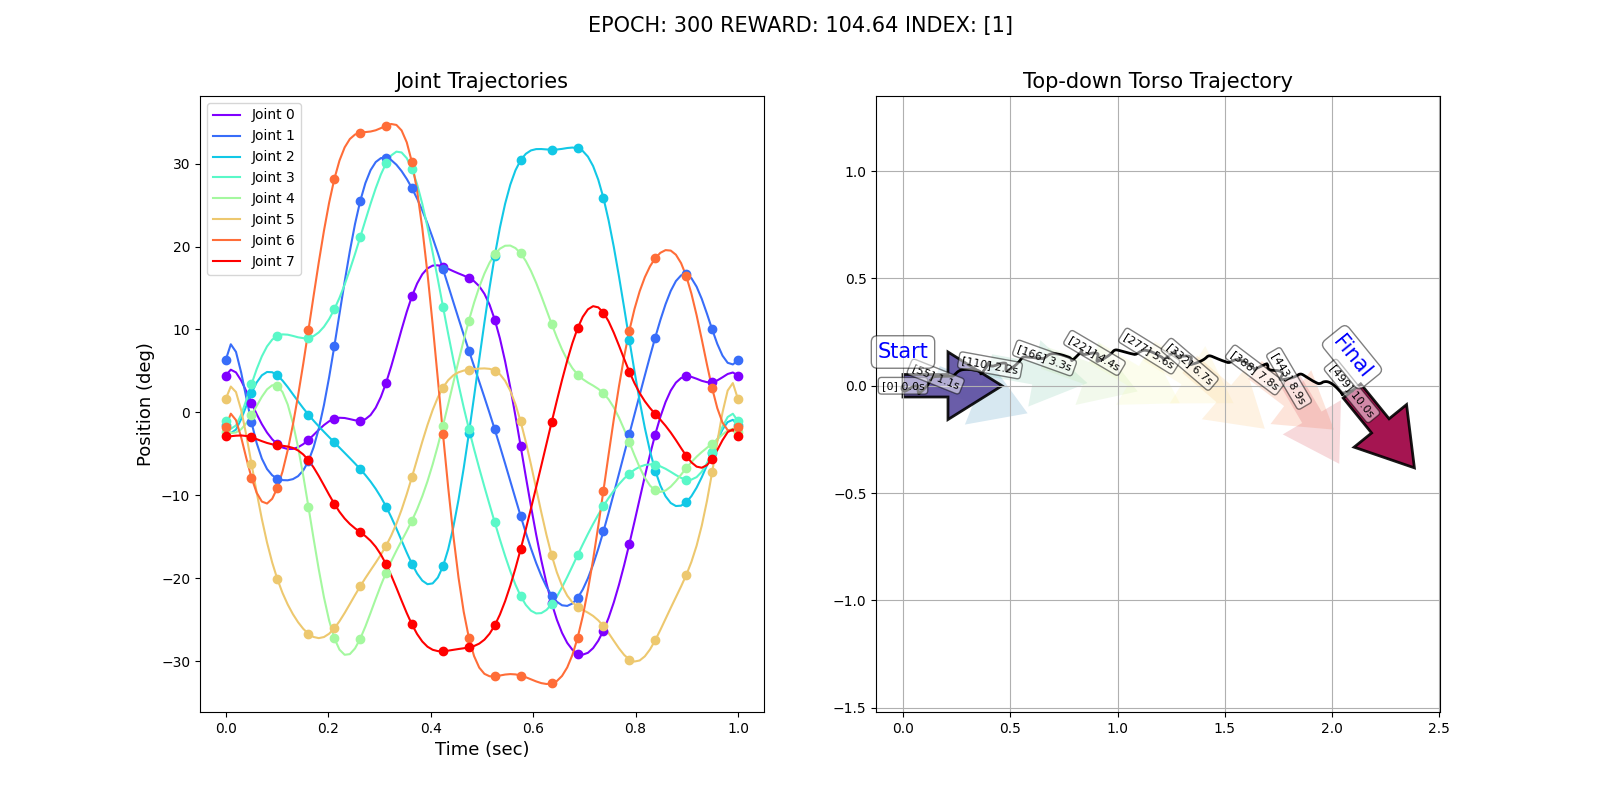 EPOCH: 300 REWARD: 104.64 INDEX: [1]
Joint Trajectories
Position (deg)
30
20
10
0
−10
−20
−30
Joint 0
Joint 1
Joint 2
Joint 3
Joint 4
Joint 5
Joint 6
Joint 7
0.0
0.2
0.4
0.6
0.8
1.0
Time (sec)
Top-down Torso Trajectory
1.0
0.5
0.0
−0.5
−1.0
−1.5
Start
[0] 0.0s
[55] 1.1s
[110] 2.2s
[166] 3.3s
[221] 4.4s
[277] 5.6s
[332] 6.7s
[388] 7.8s
[443] 8.9s
[499] 10.0s
Final
0.0
0.5
1.0
1.5
2.0
2.5